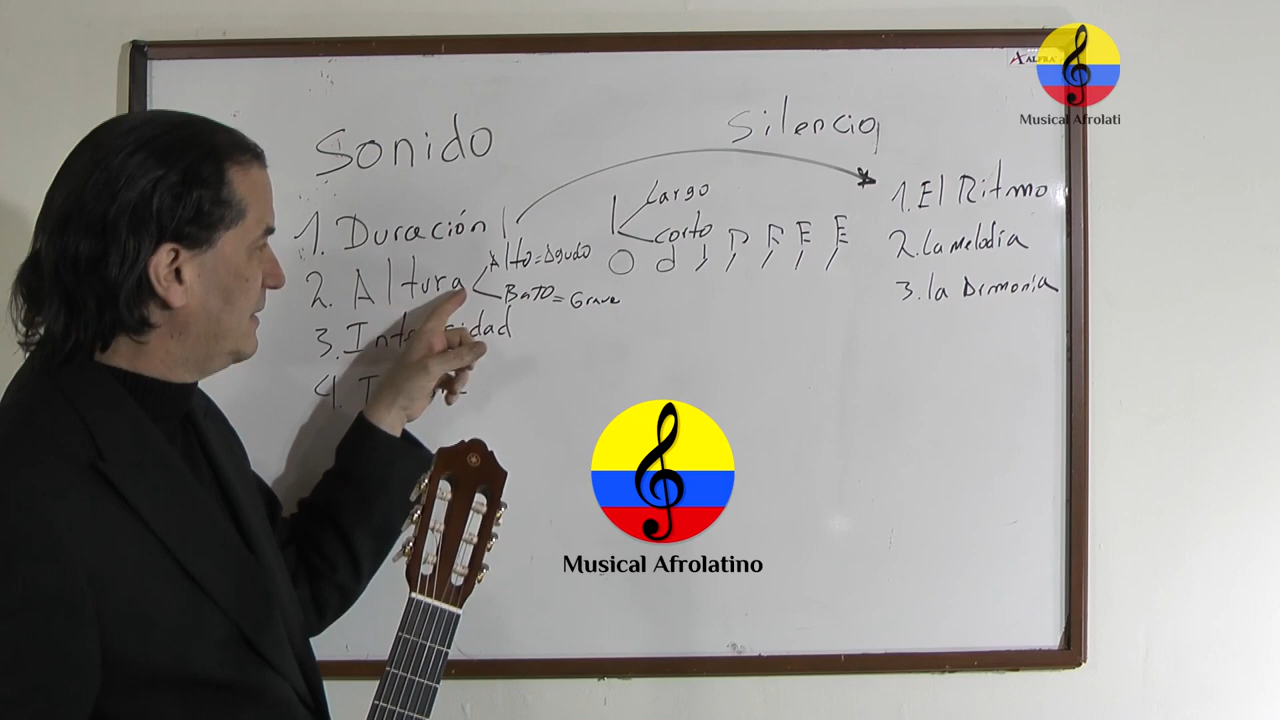 ALFRA
Musical Afrolati
Sonido
Silencio
1. Duración
Largo
corto
1. El Ritmo
2. Altura
Alto = Agudo
Bajo = Grave
2. La melodía
3. la Armonía
3.
4.
Musical Afrolatino